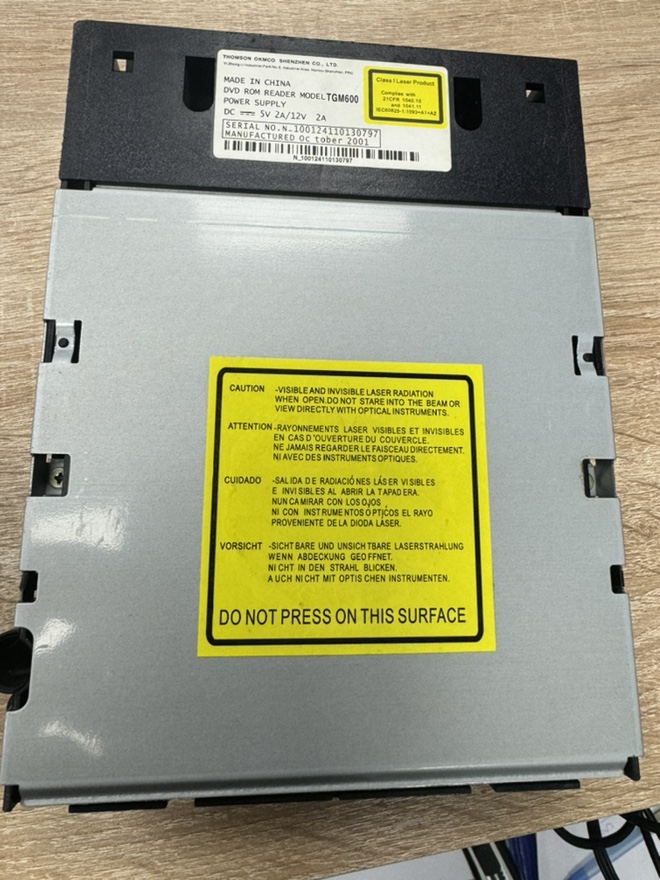 THOMSON OKMCO SHENZHEN CO., LTD.
MADE IN CHINA
DVD ROM READER MODEL TGM600
POWER SUPPLY
DC 5V 2A/12V 2A
SERIAL NO.N_100124110130797
MANUFACTURED Oc tober 2001
N_100124110130797
Class I Laser Product
Complies with
21CFR 1040.10
and 1040.11
CAUTION -VISIBLE AND INVISIBLE LASER RADIATION
WHEN OPEN.DO NOT STARE INTO THE BEAM OR
VIEW DIRECTLY WITH OPTICAL INSTRUMENTS.
ATTENTION -RAYONNEMENTS LASER VISIBLES ET INVISIBLES
EN CAS D'OUVERTURE DU COUVERCLE.
NE JAMAIS REGARDER LE FAISCEAU DIRECTEMENT.
NI AVEC DES INSTRUMENTS OPTIQUES.
CUIDADO -SALIDA DE RADIACIÓNES LÁSER VISIBLES
E INVISIBLES AL ABRIR LA TAPADERA.
NUNCA MIRAR CON LOS OJOS
NI CON INSTRUMENTOS OPTICOS EL RAYO
PROVENIENTE DE LA DIODA LÁSER.
VORSICHT -SICHTBARE UND UNSICHTBARE LASERSTRAHLUNG
WENN ABDECKUNG GEOFFNET.
NICHT IN DEN STRAHL BLICKEN.
AUCH NICHT MIT OPTISCHEN INSTRUMENTEN.
DO NOT PRESS ON THIS SURFACE